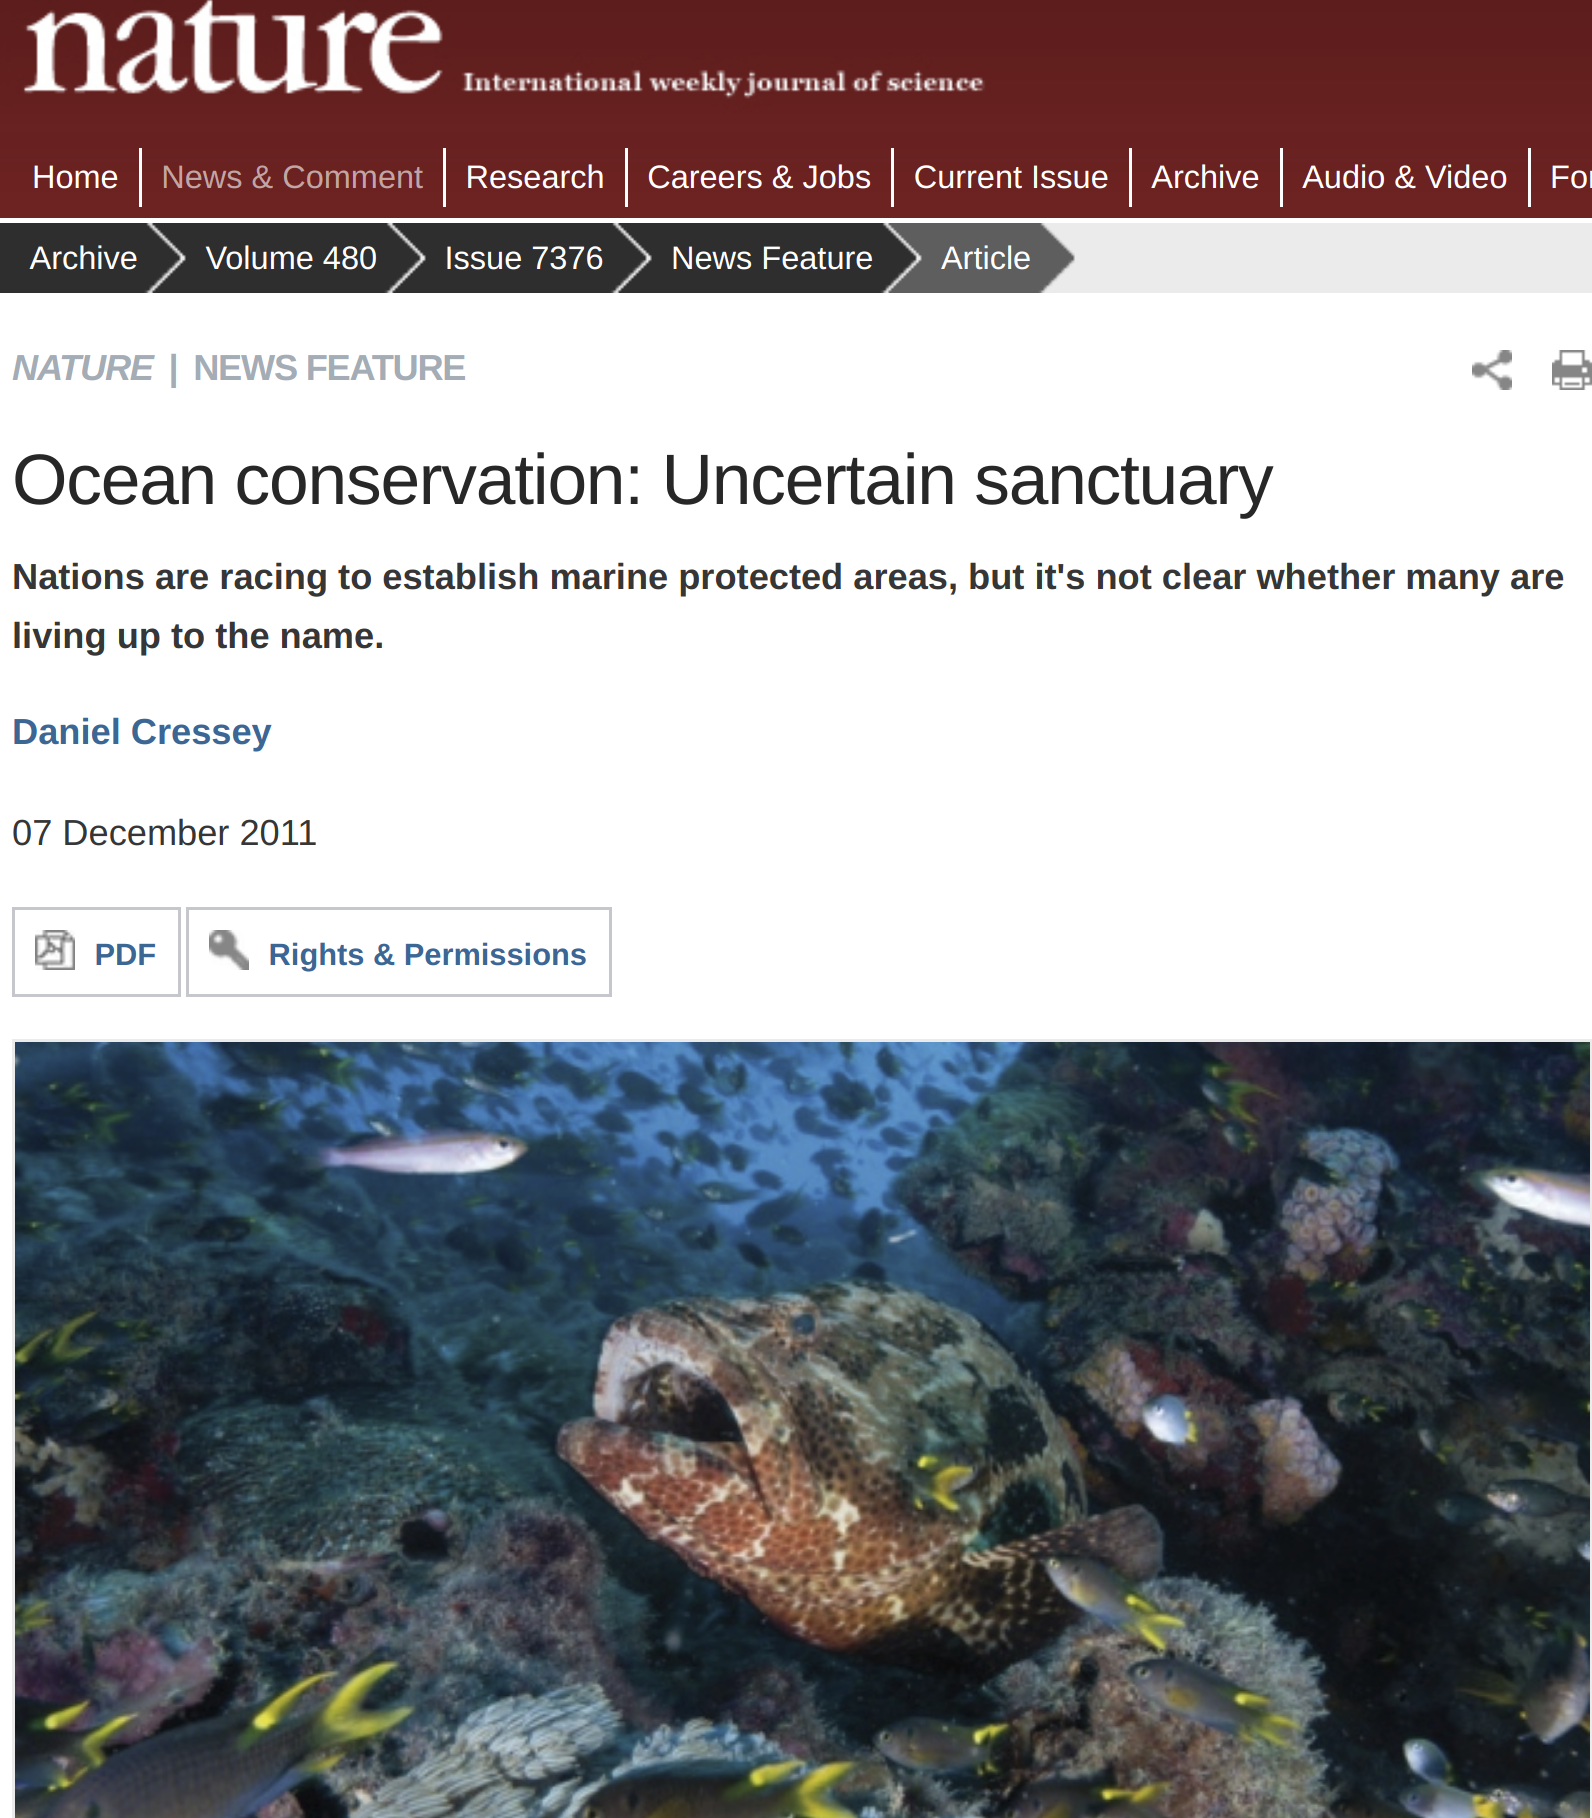 nature International weekly journal of science
Home News & Comment Research Careers & Jobs Current Issue Archive Audio & Video
Archive Volume 480 Issue 7376 News Feature Article
NATURE | NEWS FEATURE
Ocean conservation: Uncertain sanctuary
Nations are racing to establish marine protected areas, but it's not clear whether many are
living up to the name.
Daniel Cressey
07 December 2011
PDF Rights & Permissions